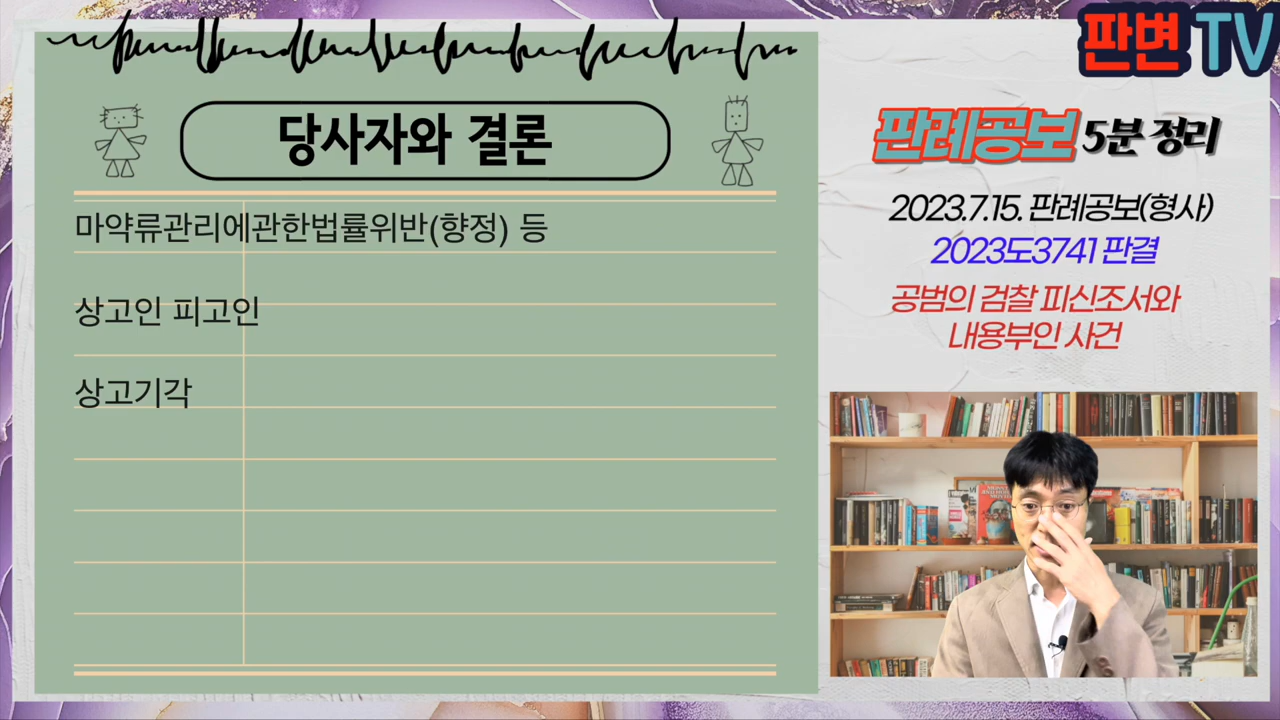 당사자와 결론
마약류관리에관한법률위반(향정) 등
상고인 피고인
상고기각
판변 TV
판례공보 5분 정리
2023.7.15. 판례공보(형사)
2023도3741 판결
공범의 검찰 피신조서와
내용부인 사건